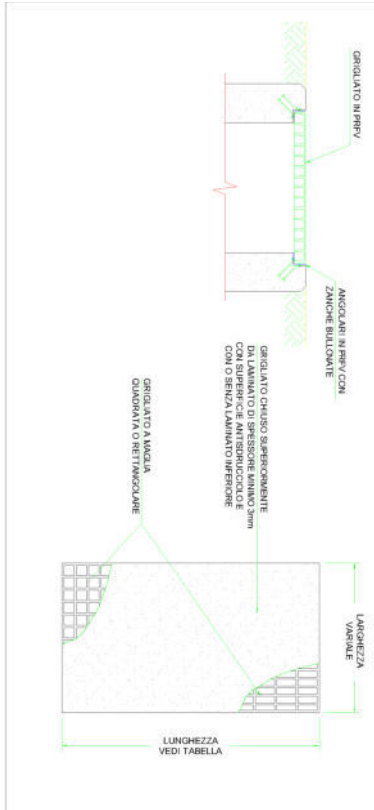 GRIGLIATO IN PRFV
ANGOLARI IN PRFV CON
ZANCHE BULLONATE
GRIGLIATO CHIUSO SUPERIORMENTE
DA LAMINATO DI SPESSORE MINIMO 3mm
CON SUPERFICIE ANTISDRUCCIOLO E
CON O SENZA LAMINATO INFERIORE
GRIGLIATO A MAGLIA
QUADRATA O RETTANGOLARE
LARGHEZZA
VARIALE
LUNGHEZZA
VEDI TABELLA